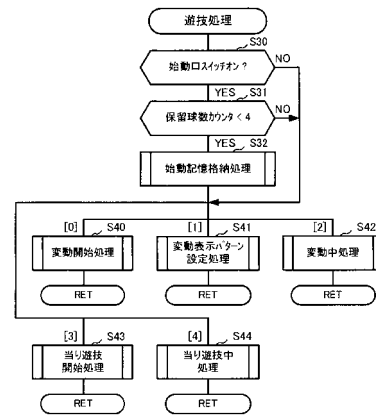 遊技処理
S30
始動口スイッチオン?
NO
YES
S31
保留球数カウンタ<4
NO
YES
S32
始動記憶格納処理
[0]
S40
[1]
S41
[2]
S42
変動開始処理
変動表示パターン
設定処理
変動中処理
RET
RET
RET
[3]
S43
[4]
S44
当り遊技
開始処理
当り遊技中
処理
RET
RET